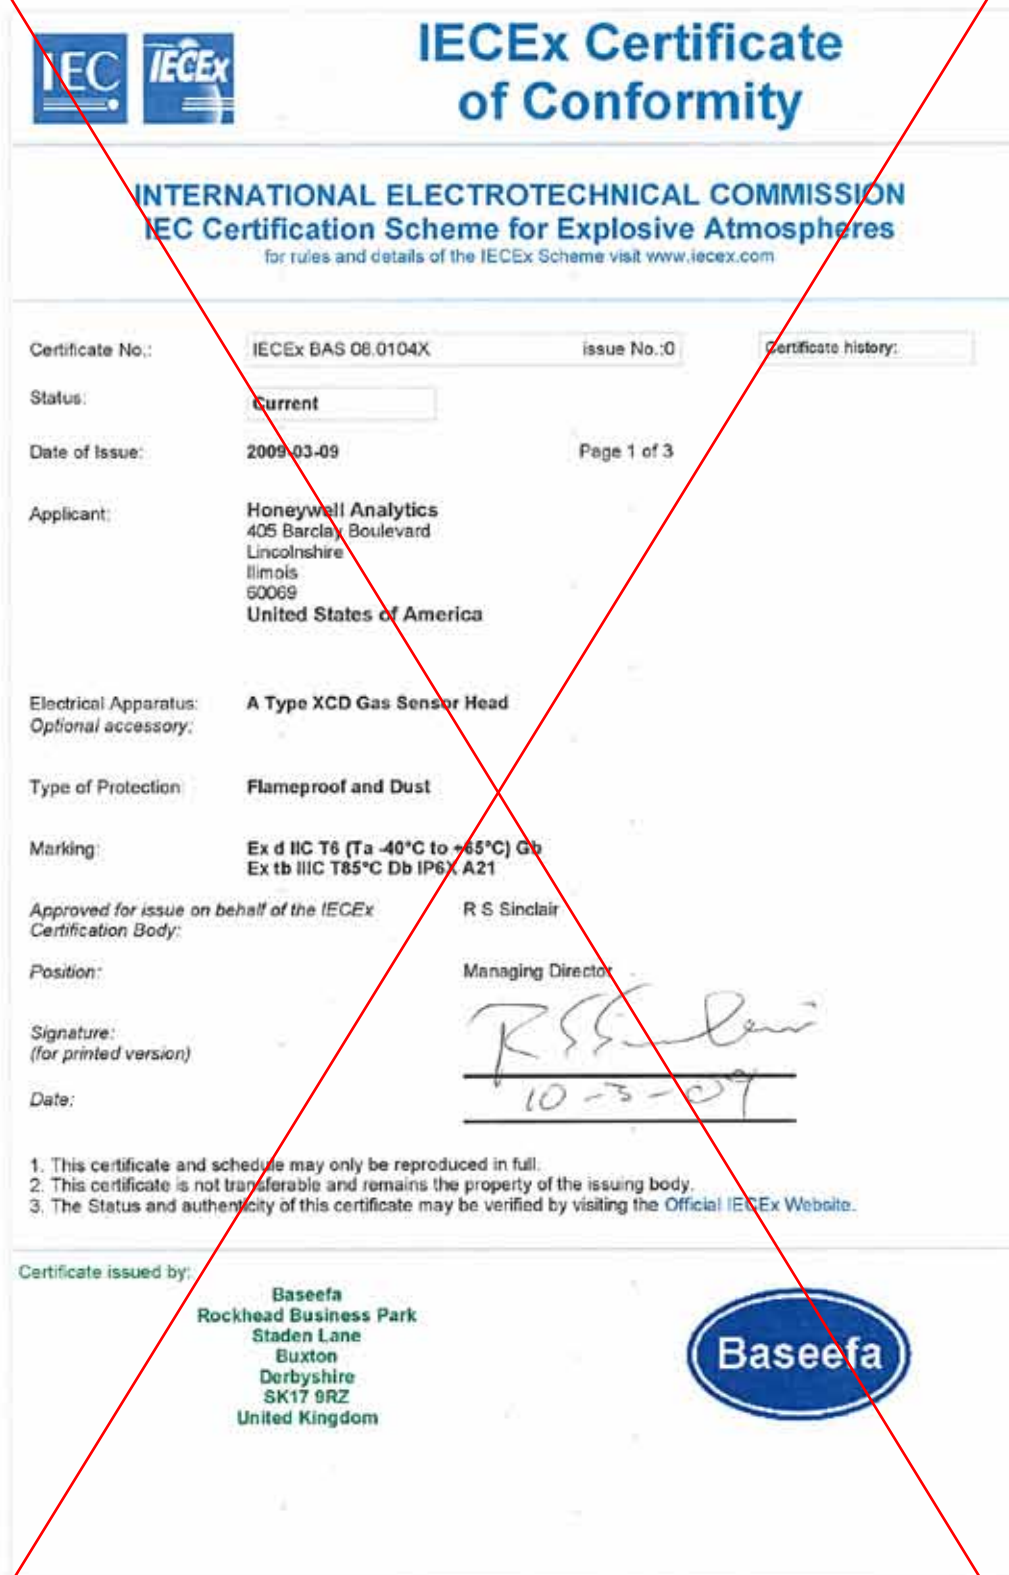 IEC
IECEx
IECEx Certificate
of Conformity
INTERNATIONAL ELECTROTECHNICAL COMMISSION
IEC Certification Scheme for Explosive Atmospheres
for rules and details of the IECEx Scheme visit www.iecex.com
Certificate No.: IECEx BAS 08.0104X issue No.:0 Certificate history:
Status: Current
Date of Issue: 2009-03-09 Page 1 of 3
Applicant: Honeywell Analytics
405 Barclay Boulevard
Lincolnshire
Ilimois
60069
United States of America
Electrical Apparatus: A Type XCD Gas Sensor Head
Optional accessory:
Type of Protection: Flameproof and Dust
Marking: Ex d IIC T6 (Ta -40°C to +65°C) Gb
Ex tb IIIC T85°C Db IP6X A21
Approved for issue on behalf of the IECEx R S Sinclair
Certification Body:
Position: Managing Director
Signature: R S Sinclair
(for printed version)
Date: 10-3-09
1. This certificate and schedule may only be reproduced in full.
2. This certificate is not transferable and remains the property of the issuing body.
3. The Status and authenticity of this certificate may be verified by visiting the Official IECEx Website.
Certificate issued by:
Baseefa
Rockhead Business Park
Staden Lane
Buxton
Derbyshire
SK17 9RZ
United Kingdom
Baseefa